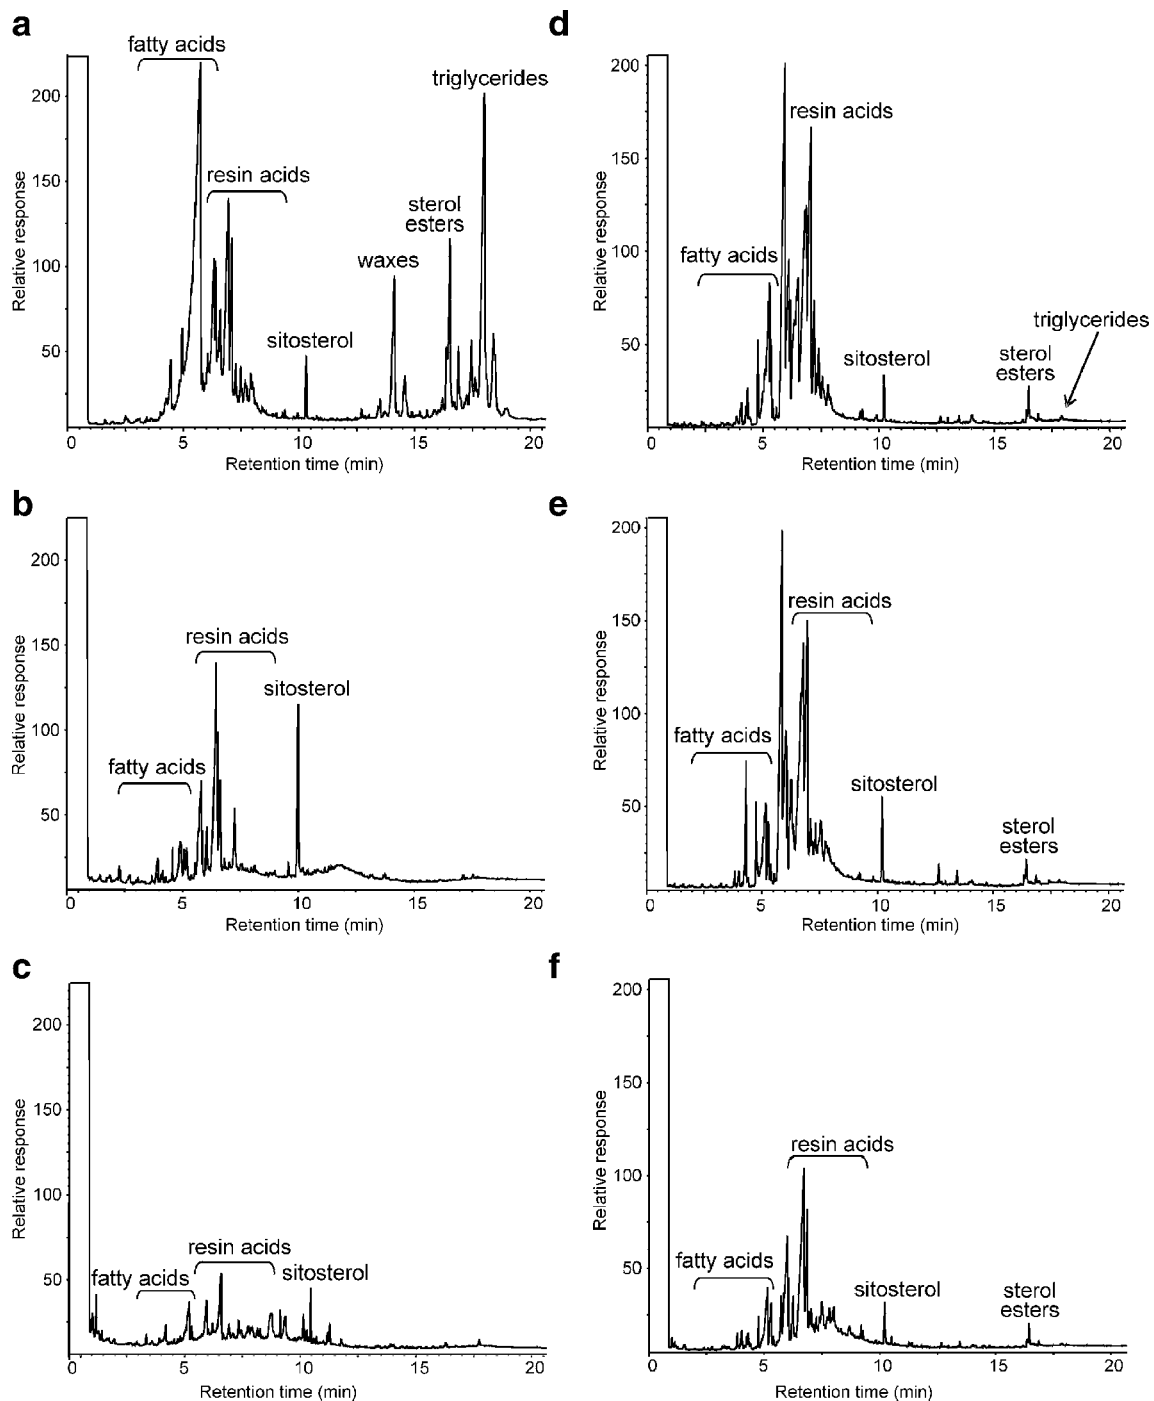 a
fatty acids
triglycerides
resin acids
sterol
esters
waxes
sitosterol
200
150
100
50
Relative response
0 5 10 15 20
Retention time (min)
b
resin acids
sitosterol
fatty acids
200
150
100
50
Relative response
0 5 10 15 20
Retention time (min)
c
resin acids
fatty acids
sitosterol
200
150
100
50
Relative response
0 5 10 15 20
Retention time (min)
d
resin acids
fatty acids
triglycerides
sitosterol
sterol
esters
200
150
100
50
Relative response
0 5 10 15 20
Retention time (min)
e
resin acids
fatty acids
sitosterol
sterol
esters
200
150
100
50
Relative response
0 5 10 15 20
Retention time (min)
f
resin acids
fatty acids
sitosterol
sterol
esters
200
150
100
50
Relative response
0 5 10 15 20
Retention time (min)